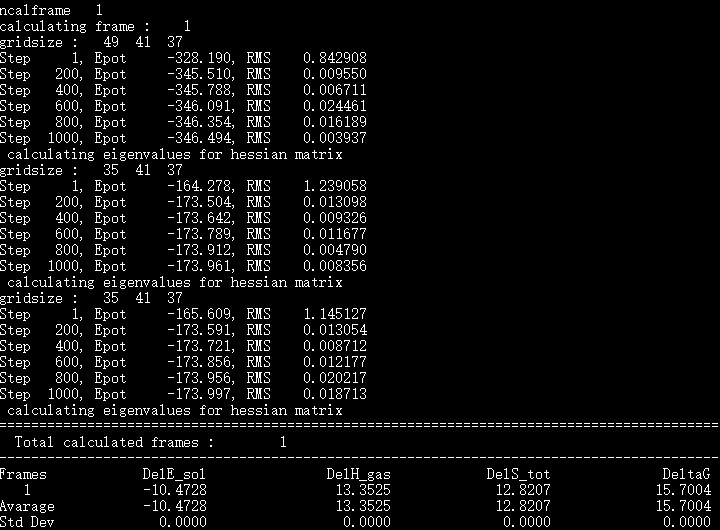 ncalframe 1
calculating frame : 1
gridsize : 49 41 37
Step 1, Epot -328.190, RMS 0.842908
Step 200, Epot -345.510, RMS 0.009550
Step 400, Epot -345.788, RMS 0.006711
Step 600, Epot -346.091, RMS 0.024461
Step 800, Epot -346.354, RMS 0.016189
Step 1000, Epot -346.494, RMS 0.003937
calculating eigenvalues for hessian matrix
gridsize : 35 41 37
Step 1, Epot -164.278, RMS 1.239058
Step 200, Epot -173.504, RMS 0.013098
Step 400, Epot -173.642, RMS 0.009326
Step 600, Epot -173.789, RMS 0.011677
Step 800, Epot -173.912, RMS 0.004790
Step 1000, Epot -173.961, RMS 0.008356
calculating eigenvalues for hessian matrix
gridsize : 35 41 37
Step 1, Epot -165.609, RMS 1.145127
Step 200, Epot -173.591, RMS 0.013054
Step 400, Epot -173.721, RMS 0.008712
Step 600, Epot -173.856, RMS 0.012177
Step 800, Epot -173.956, RMS 0.020217
Step 1000, Epot -173.997, RMS 0.018713
calculating eigenvalues for hessian matrix
Total calculated frames : 1
Frames DelE_sol DelH_gas DelS_tot DeltaG
1 -10.4728 13.3525 12.8207 15.7004
Avarage -10.4728 13.3525 12.8207 15.7004
Std Dev 0.0000 0.0000 0.0000 0.0000